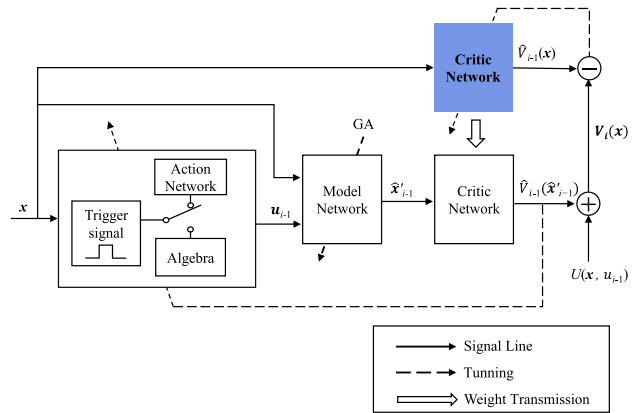 Critic
Network
V̂i-1(x)
Vi(x)
GA
Action
Network
x
Trigger
signal
Algebra
ui-1
Model
Network
x̂'i-1
Critic
Network
V̂i-1(x̂'i−1)
U(x, ui-1)
Signal Line
Tunning
Weight Transmission